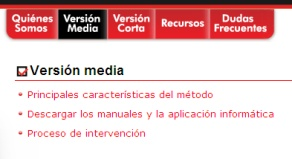 Quiénes Somos
Versión Media
Versión Corta
Recursos
Dudas Frecuentes
Versión media
Principales características del método
Descargar los manuales y la aplicación informática
Proceso de intervención